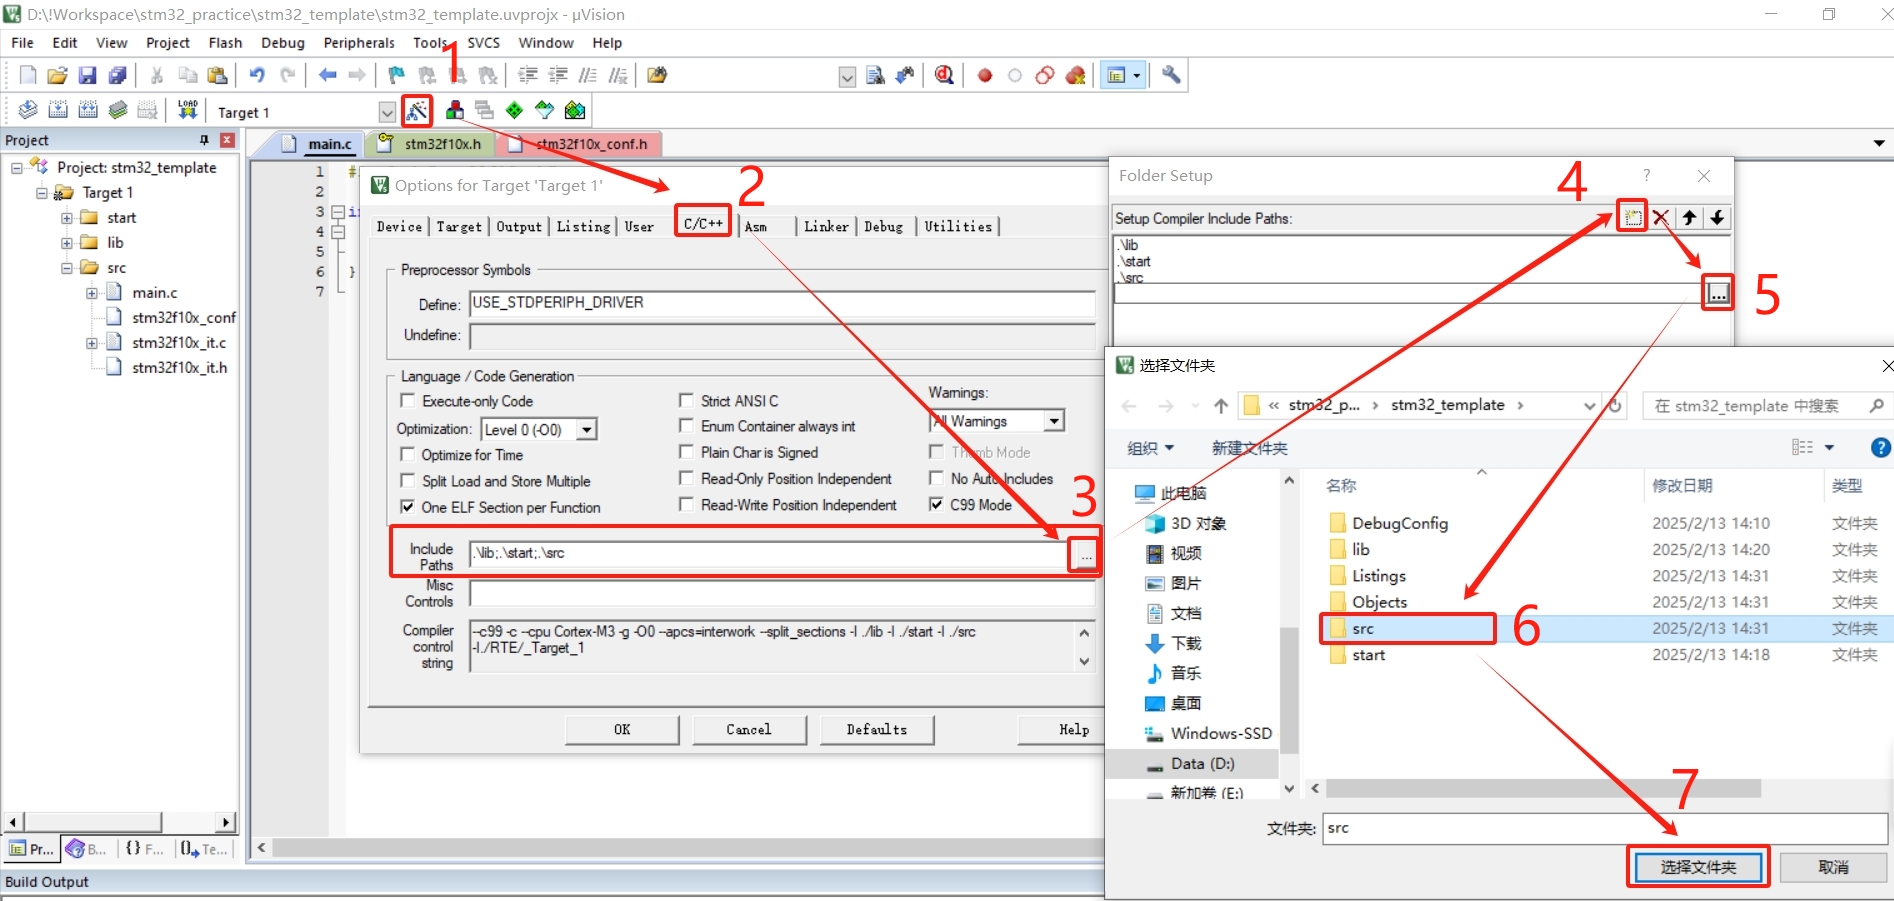 D:\!Workspace\stm32_practice\stm32_template\stm32_template.uvprojx - µVision
File Edit View Project Flash Debug Peripherals Tools SVCS Window Help
1
LOAD
Target 1
Project
main.c stm32f10x.h stm32f10x_conf.h
Project: stm32_template
Target 1
start
lib
src
main.c
stm32f10x_conf
stm32f10x_it.c
stm32f10x_it.h
Pr... B... {} F... Te...
Build Output
1
2
3
4
5
6 }
7
Options for Target 'Target 1'
2
Device Target Output Listing User C/C++ Asm Linker Debug Utilities
Preprocessor Symbols
Define: USE_STDPERIPH_DRIVER
Undefine:
Language / Code Generation
Execute-only Code
Optimization: Level 0 (-O0)
Optimize for Time
Split Load and Store Multiple
One ELF Section per Function
Strict ANSI C
Enum Container always int
Plain Char is Signed
Read-Only Position Independent
Read-Write Position Independent
Warnings:
All Warnings
Thumb Mode
No Auto Includes
C99 Mode
3
Include Paths .\lib;.\start;.\src ...
Misc Controls
Compiler control string
--c99 -c --cpu Cortex-M3 -g -O0 --apcs=interwork --split_sections -I ./lib -I ./start -I ./src
-I./RTE/_Target_1
OK Cancel Defaults Help
Folder Setup ?
4
Setup Compiler Include Paths:
.\lib
.\start
.\src
...
5
选择文件夹
« stm32_p... › stm32_template ›
在 stm32_template 中搜索
组织 新建文件夹 ?
此电脑
3D 对象
视频
图片
文档
下载
音乐
桌面
Windows-SSD
Data (D:)
新加卷 (E:)
名称 修改日期 类型
DebugConfig 2025/2/13 14:10 文件夹
lib 2025/2/13 14:20 文件夹
Listings 2025/2/13 14:31 文件夹
Objects 2025/2/13 14:31 文件夹
src 2025/2/13 14:31 文件夹
6
start 2025/2/13 14:18 文件夹
7
文件夹: src
选择文件夹 取消